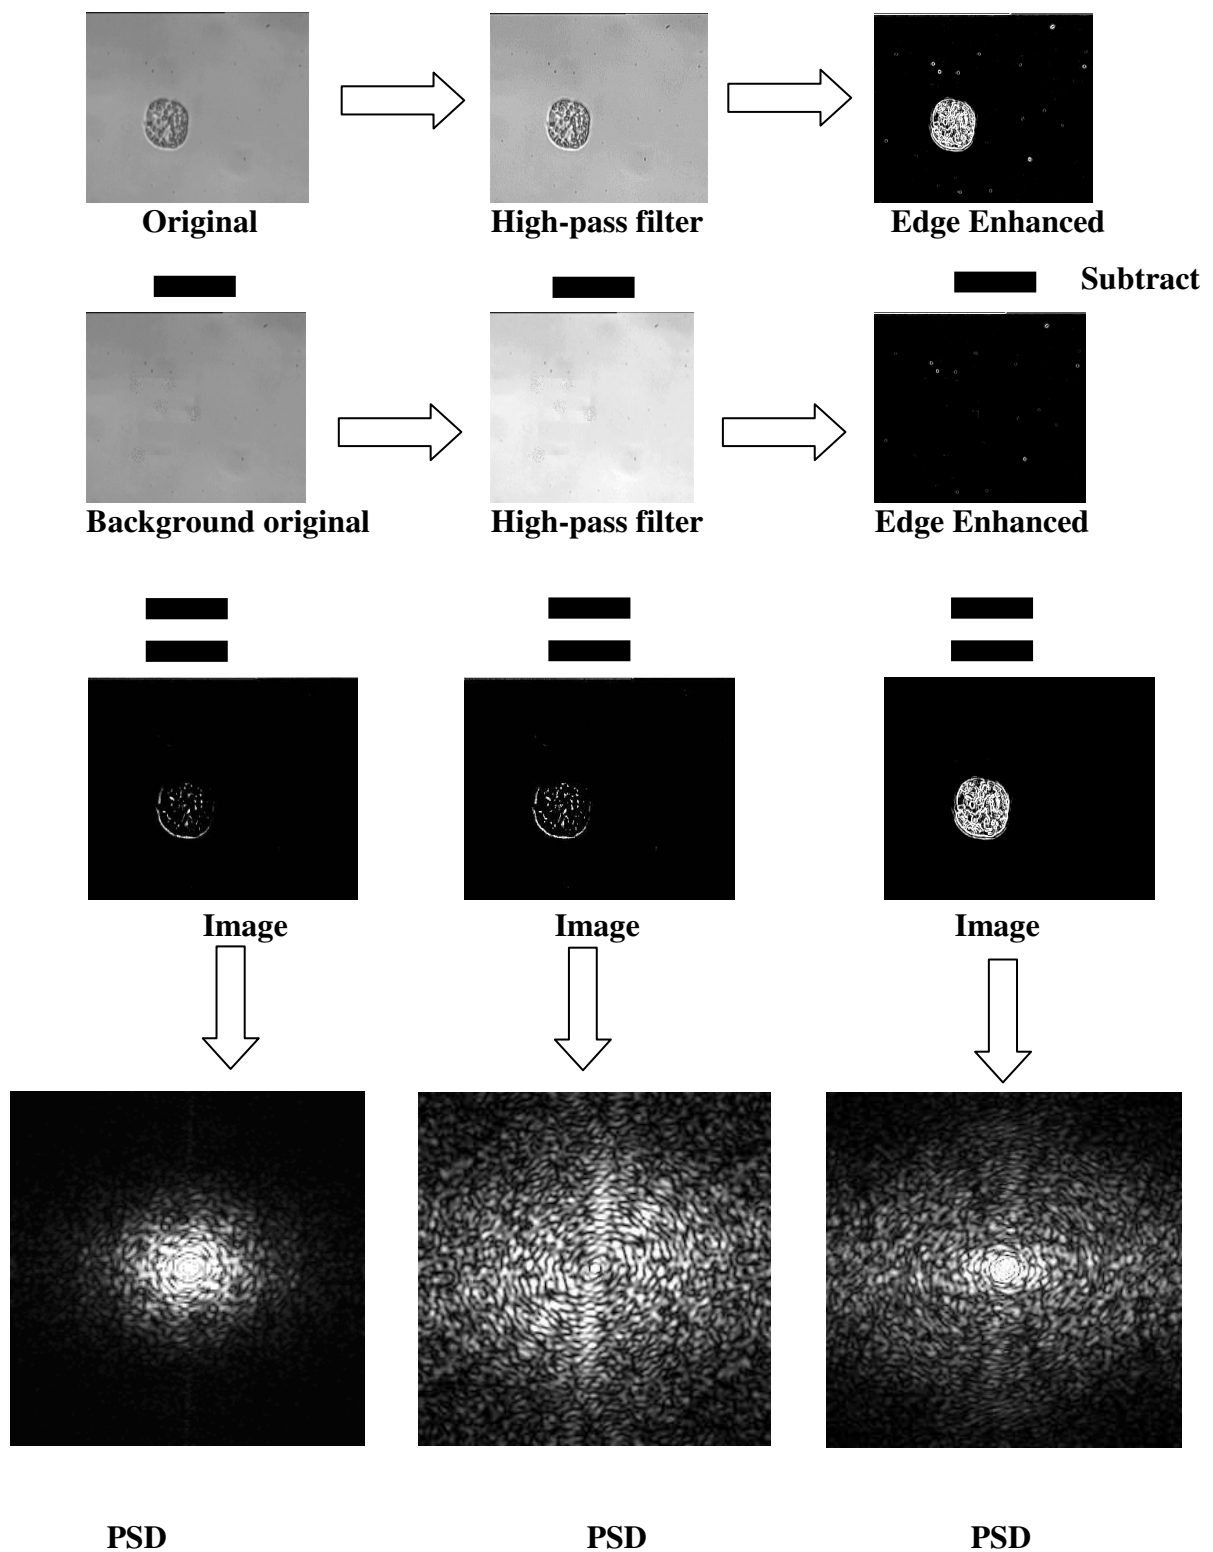 Original
High-pass filter
Edge Enhanced
Subtract
Background original
High-pass filter
Edge Enhanced
Image
Image
Image
PSD
PSD
PSD